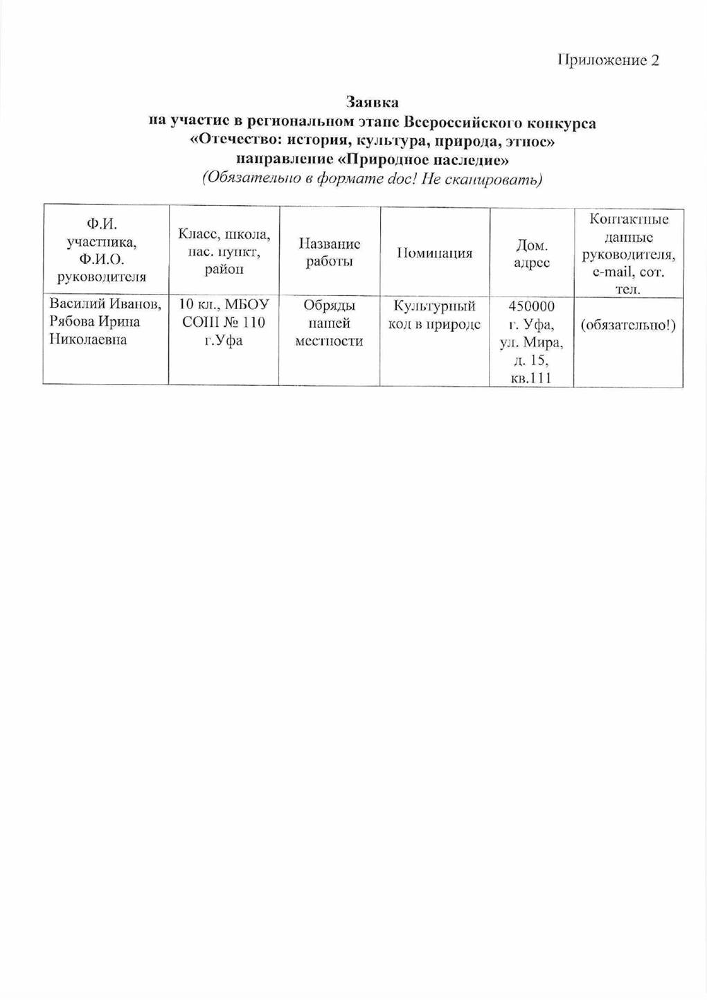 Приложение 2
Заявка
на участие в региональном этапе Всероссийского конкурса
«Отечество: история, культура, природа, этнос»
направление «Природное наследие»
(Обязательно в формате doc! Не сканировать)
Ф.И.
участника,
Ф.И.О.
руководителя
Класс, школа,
нас. пункт,
район
Название
работы
Номинация
Дом.
адрес
Контактные
данные
руководителя,
e-mail, сот.
тел.
Василий Иванов,
Рябова Ирина
Николаевна
10 кл., МБОУ
СОШ № 110
г.Уфа
Обряды
нашей
местности
Культурный
код в природе
450000
г. Уфа,
ул. Мира,
д. 15,
кв.111
(обязательно!)